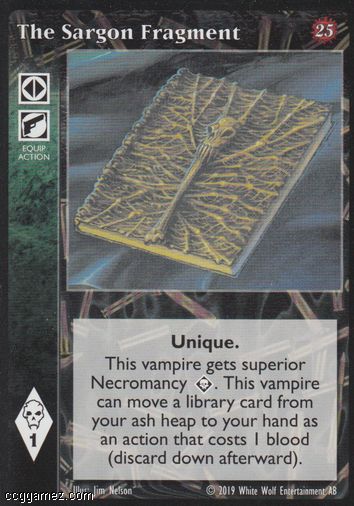 The Sargon Fragment
25
EQUIP
ACTION
1
Unique.
This vampire gets superior
Necromancy. This vampire
can move a library card from
your ash heap to your hand as
an action that costs 1 blood
(discard down afterward).
Illus: Jim Nelson
© 2019 White Wolf Entertainment AB
ccggamez.com